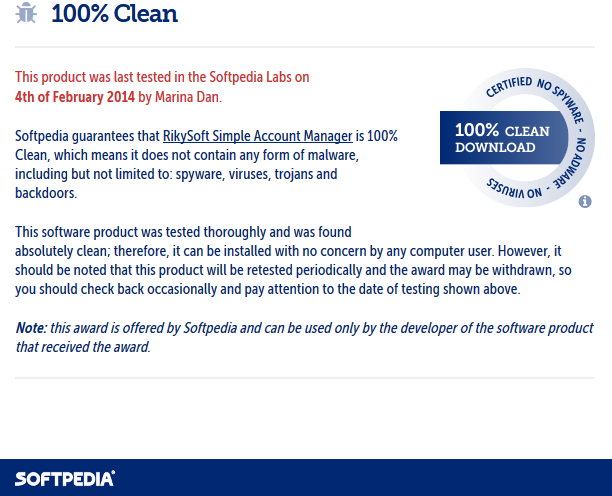 100% Clean
This product was last tested in the Softpedia Labs on
4th of February 2014 by Marina Dan.
CERTIFIED NO SPYWARE - NO ADWARE - NO VIRUSES
100% CLEAN
DOWNLOAD
i
Softpedia guarantees that RikySoft Simple Account Manager is 100%
Clean, which means it does not contain any form of malware,
including but not limited to: spyware, viruses, trojans and
backdoors.
This software product was tested thoroughly and was found
absolutely clean; therefore, it can be installed with no concern by any computer user. However, it
should be noted that this product will be retested periodically and the award may be withdrawn, so
you should check back occasionally and pay attention to the date of testing shown above.
Note: this award is offered by Softpedia and can be used only by the developer of the software product
that received the award.
SOFTPEDIA®